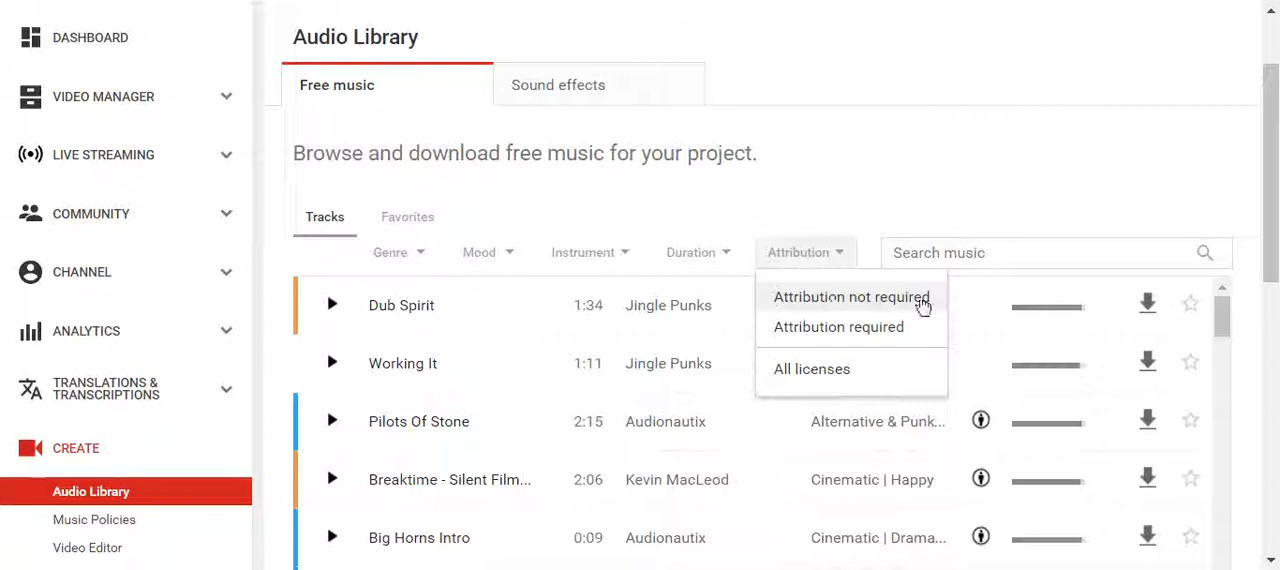 DASHBOARD
VIDEO MANAGER
LIVE STREAMING
COMMUNITY
CHANNEL
ANALYTICS
TRANSLATIONS &
TRANSCRIPTIONS
CREATE
Audio Library
Music Policies
Video Editor
Audio Library
Free music Sound effects
Browse and download free music for your project.
Tracks Favorites
Genre Mood Instrument Duration Attribution Search music
Attribution not required
Attribution required
All licenses
Dub Spirit 1:34 Jingle Punks
Working It 1:11 Jingle Punks
Pilots Of Stone 2:15 Audionautix Alternative & Punk...
Breaktime - Silent Film... 2:06 Kevin MacLeod Cinematic | Happy
Big Horns Intro 0:09 Audionautix Cinematic | Drama...